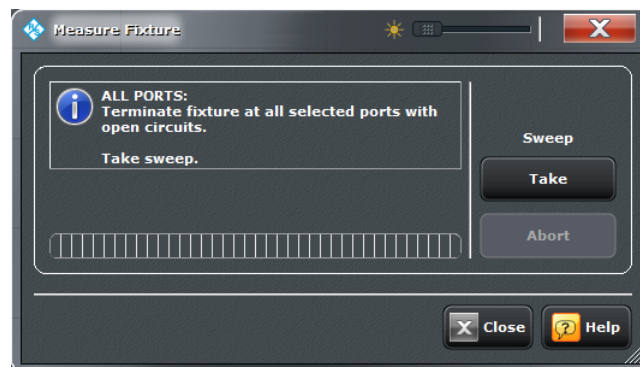 Measure Fixture
X
ALL PORTS:
Terminate fixture at all selected ports with
open circuits.
Take sweep.
Sweep
Take
Abort
X Close
? Help